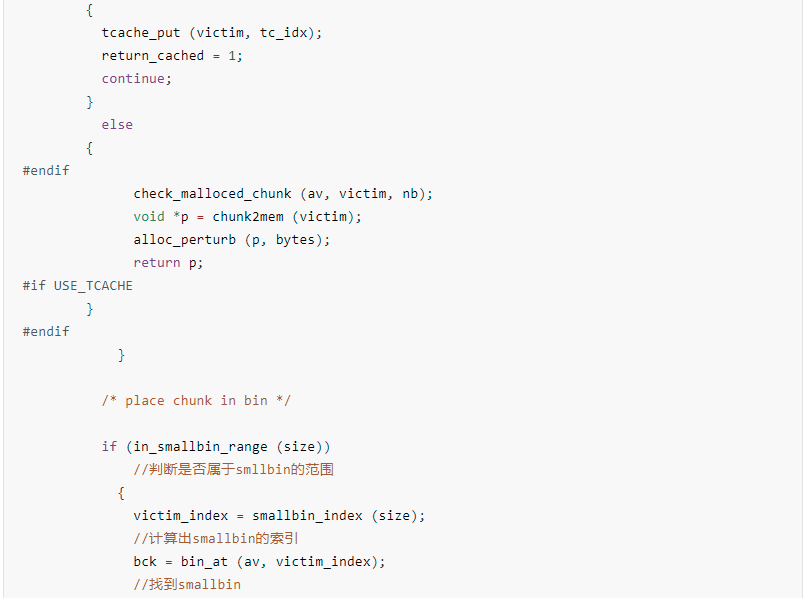 {
tcache_put (victim, tc_idx);
return_cached = 1;
continue;
}
else
{
#endif
check_malloced_chunk (av, victim, nb);
void *p = chunk2mem (victim);
alloc_perturb (p, bytes);
return p;
#if USE_TCACHE
}
#endif
}
/* place chunk in bin */
if (in_smallbin_range (size))
//判断是否属于smllbin的范围
{
victim_index = smallbin_index (size);
//计算出smallbin的索引
bck = bin_at (av, victim_index);
//找到smallbin